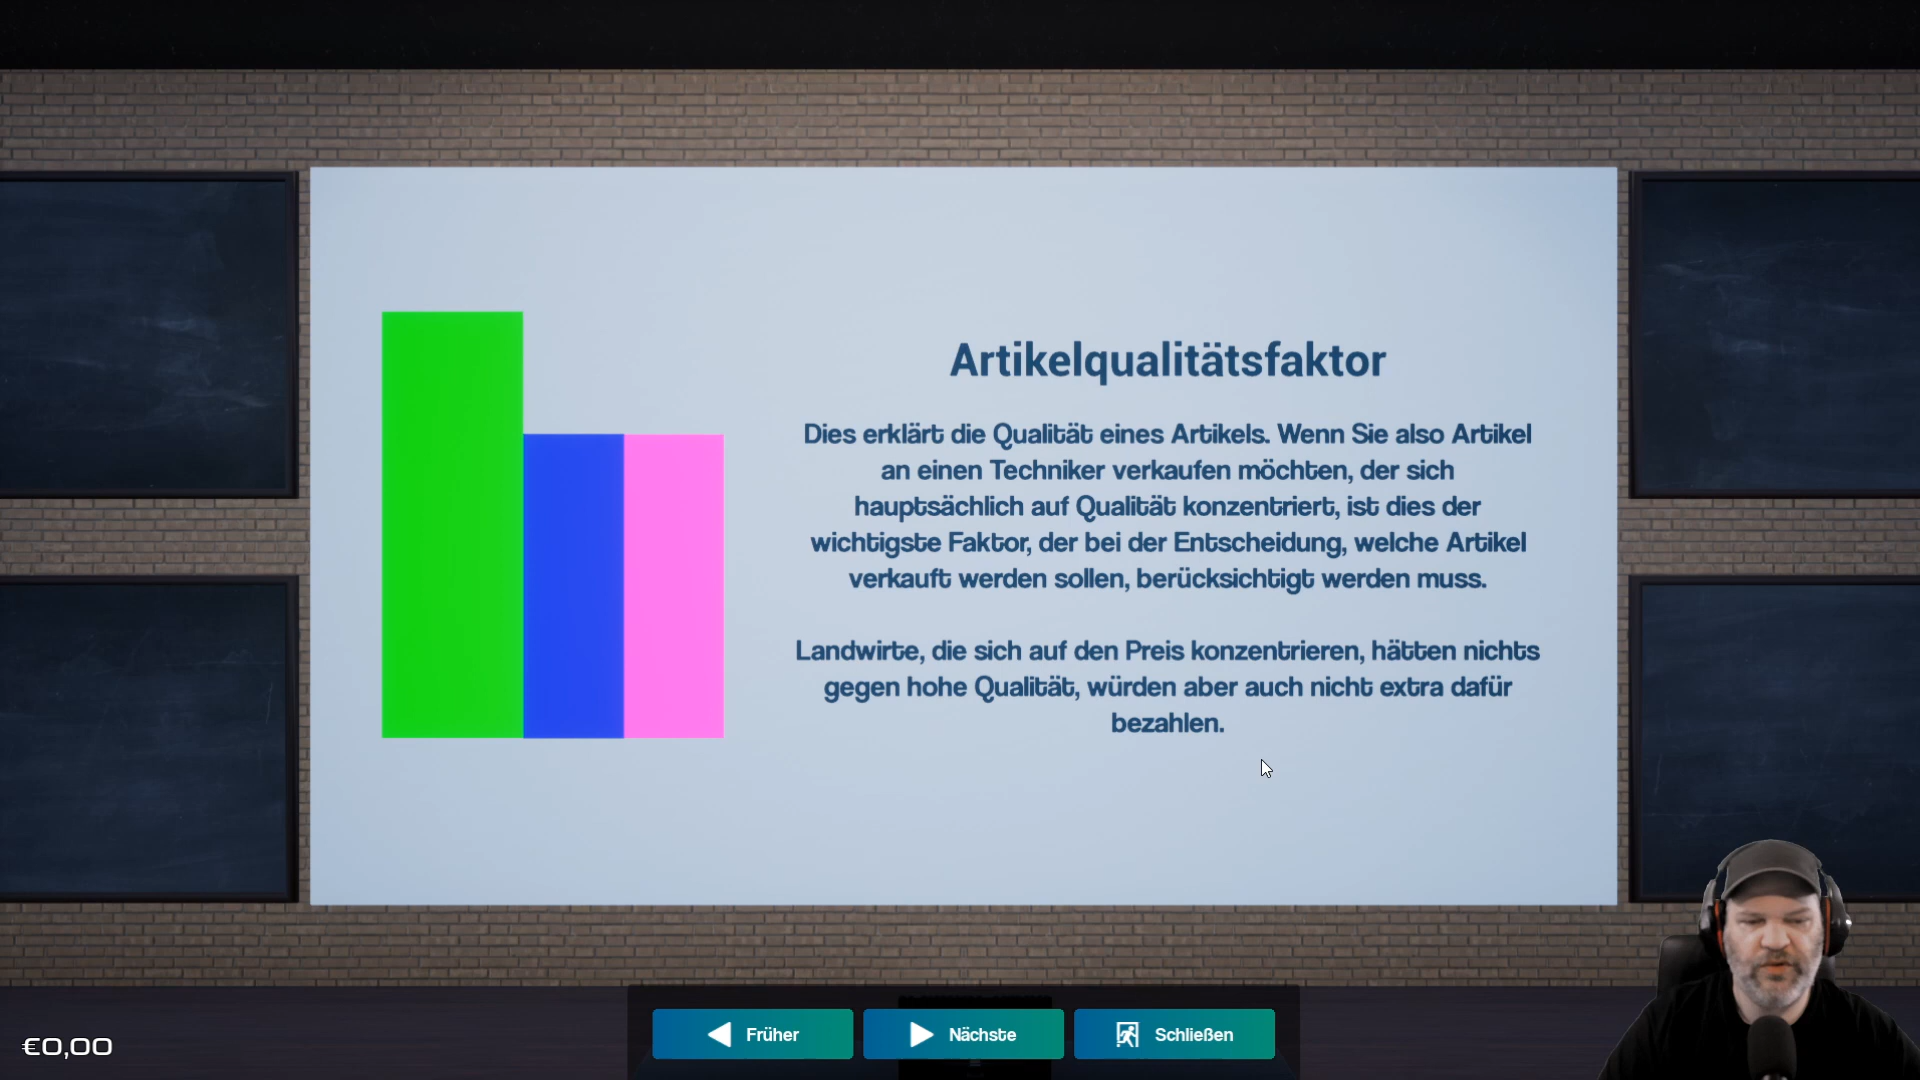 Artikelqualitätsfaktor
Dies erklärt die Qualität eines Artikels. Wenn Sie also Artikel
an einen Techniker verkaufen möchten, der sich
hauptsächlich auf Qualität konzentriert, ist dies der
wichtigste Faktor, der bei der Entscheidung, welche Artikel
verkauft werden sollen, berücksichtigt werden muss.
Landwirte, die sich auf den Preis konzentrieren, hätten nichts
gegen hohe Qualität, würden aber auch nicht extra dafür
bezahlen.
€0,00
Früher
Nächste
Schließen